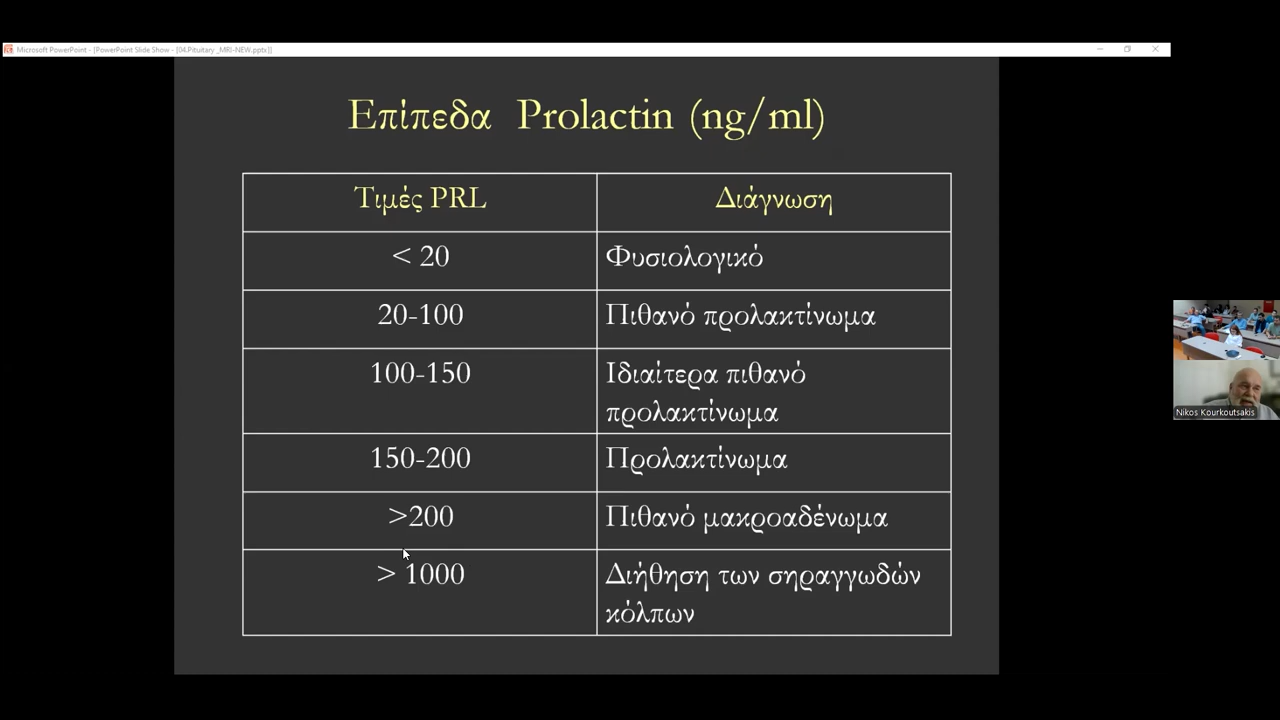 Microsoft PowerPoint - [PowerPoint Slide Show - [04.Pituitary _MRI-NEW.pptx]]
Επίπεδα Prolactin (ng/ml)
Τιμές PRL Διάγνωση
< 20 Φυσιολογικό
20-100 Πιθανό προλακτίνωμα
100-150 Ιδιαίτερα πιθανό
προλακτίνωμα
150-200 Προλακτίνωμα
>200 Πιθανό μακροαδένωμα
> 1000 Διήθηση των σηραγγωδών
κόλπων
Nikos Kourkoutsakis